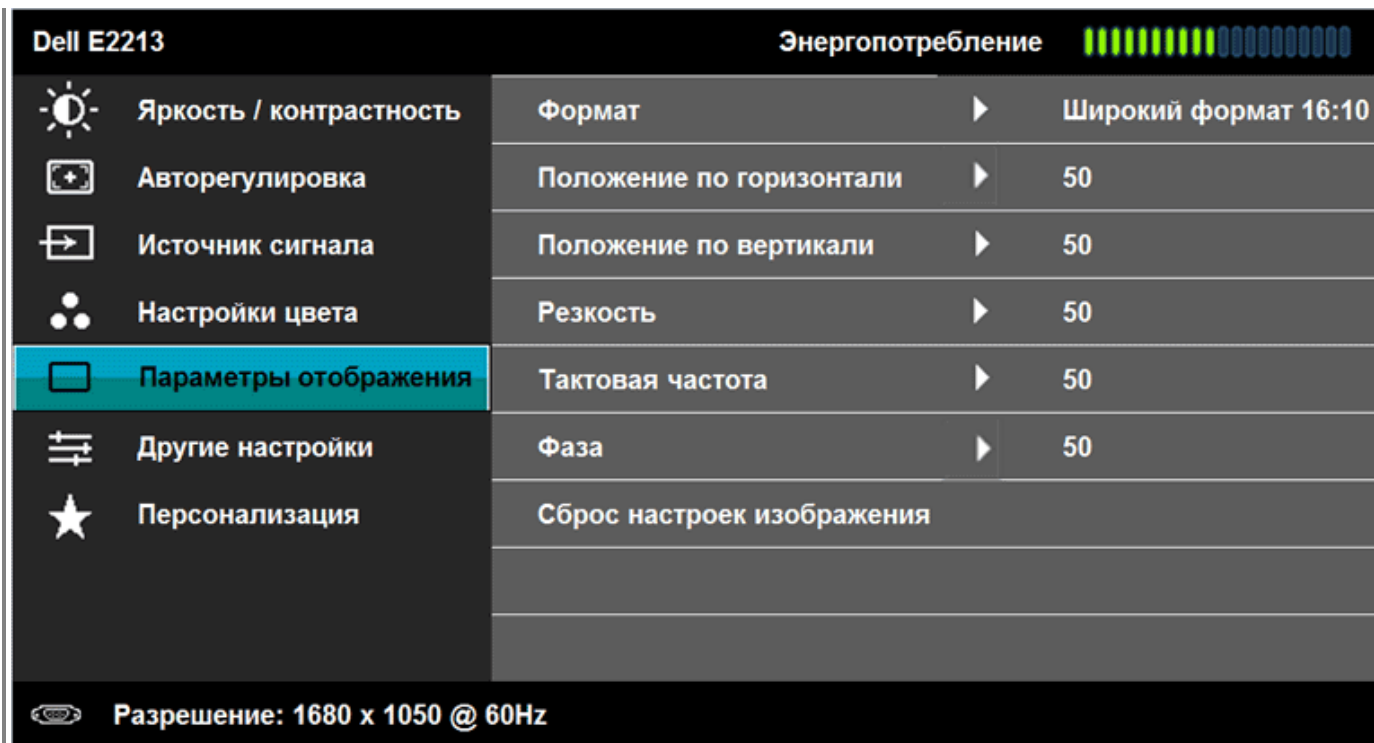 Dell E2213 Энергопотребление
Яркость / контрастность Формат Широкий формат 16:10
Авторегулировка Положение по горизонтали 50
Источник сигнала Положение по вертикали 50
Настройки цвета Резкость 50
Параметры отображения Тактовая частота 50
Другие настройки Фаза 50
Персонализация Сброс настроек изображения
Разрешение: 1680 x 1050 @ 60Hz